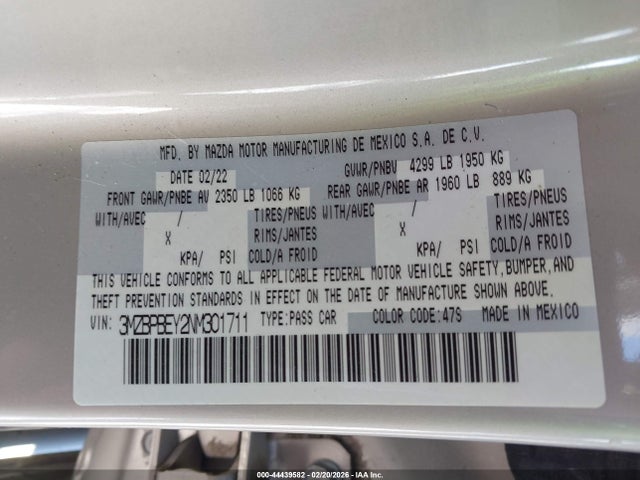 MFD. BY MAZDA MOTOR MANUFACTURING DE MEXICO S.A. DE C.V.
DATE 02/22 GVWR/PNBV 4299 LB 1950 KG
FRONT GAWR/PNBE AV 2350 LB 1066 KG REAR GAWR/PNBE AR 1960 LB 889 KG
WITH/AVEC / TIRES/PNEUS WITH/AVEC / TIRES/PNEUS
X RIMS/JANTES X RIMS/JANTES
KPA/ PSI COLD/A FROID KPA/ PSI COLD/A FROID
THIS VEHICLE CONFORMS TO ALL APPLICABLE FEDERAL MOTOR VEHICLE SAFETY, BUMPER, AND
THEFT PREVENTION STANDARDS IN EFFECT ON THE DATE OF MANUFACTURE SHOWN ABOVE.
VIN: 3MZBPBEY2NM301711 TYPE:PASS CAR COLOR CODE:47S MADE IN MEXICO
000-44439582 - 02/20/2026 - IAA Inc.